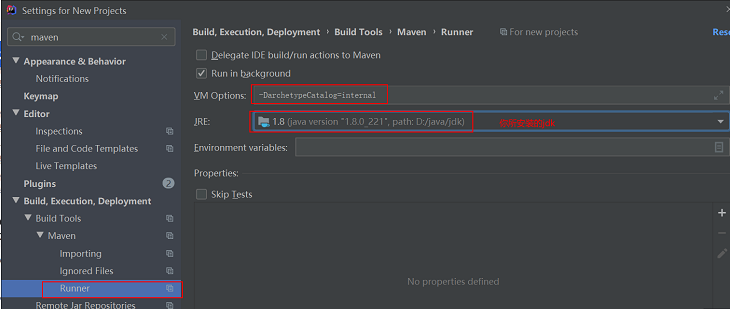 Settings for New Projects
maven
Build, Execution, Deployment › Build Tools › Maven › Runner
For new projects
Rese
Appearance & Behavior
Notifications
Keymap
Editor
Inspections
File and Code Templates
Live Templates
Plugins
2
Build, Execution, Deployment
Build Tools
Maven
Importing
Ignored Files
Runner
Remote Jar Repositories
Delegate IDE build/run actions to Maven
Run in background
VM Options:
-DarchetypeCatalog=internal
JRE:
1.8 (java version "1.8.0_221", path: D:/java/jdk)
jdk
Environment variables:
Properties:
Skip Tests
No properties defined